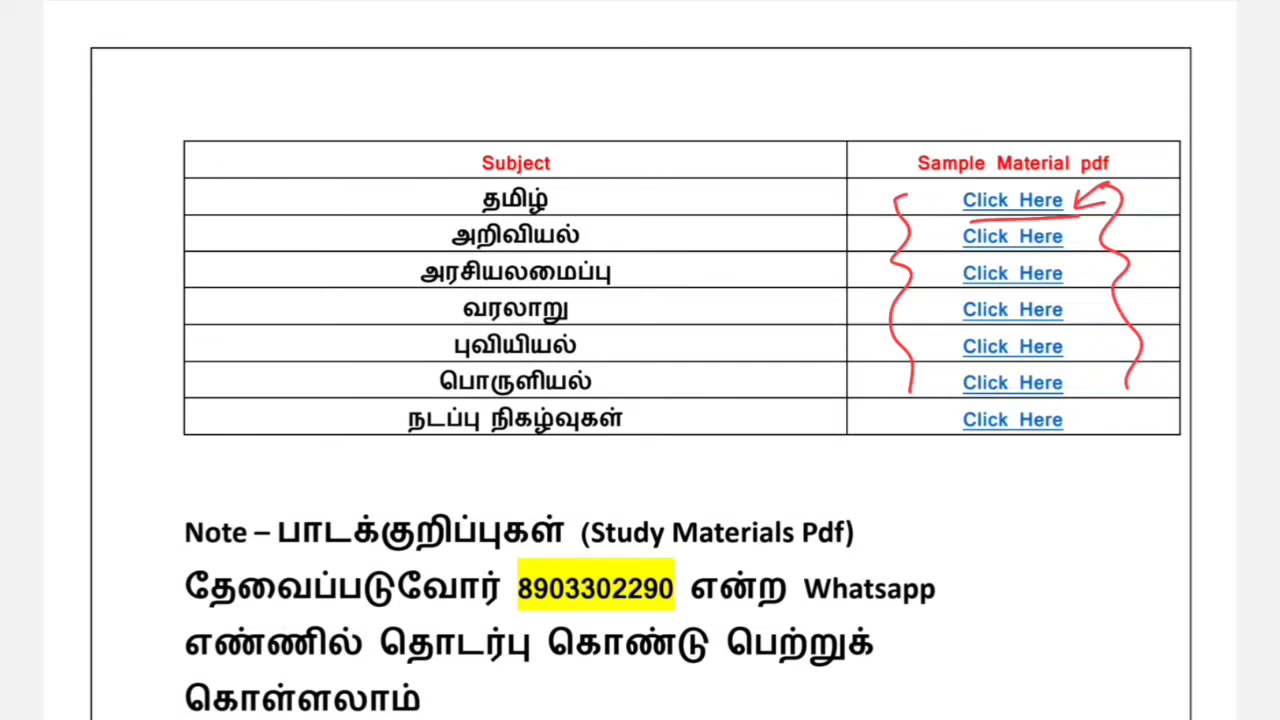 Subject Sample Material pdf
தமிழ் Click Here
அறிவியல் Click Here
அரசியலமைப்பு Click Here
வரலாறு Click Here
புவியியல் Click Here
பொருளியல் Click Here
நடப்பு நிகழ்வுகள் Click Here
Note – பாடக்குறிப்புகள் (Study Materials Pdf)
தேவைப்படுவோர் 8903302290 என்ற Whatsapp
எண்ணில் தொடர்பு கொண்டு பெற்றுக்
கொள்ளலாம்